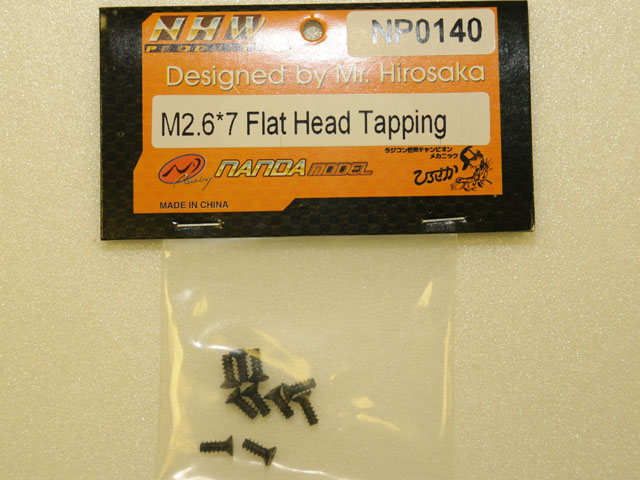 NHW
NP0140
Designed by Mr. Hirosaka
M2.6*7 Flat Head Tapping
NANDA MODEL
ラジコン世界チャンピオン
メカニック
ひろさか
MADE IN CHINA